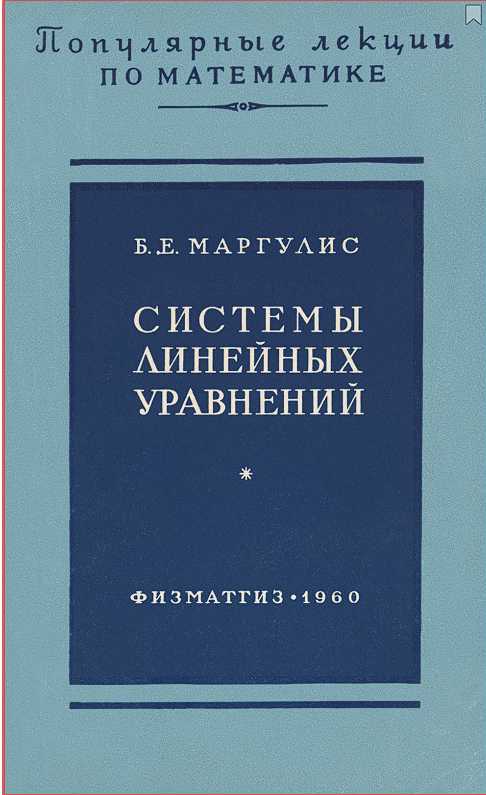 Популярные лекции
ПО МАТЕМАТИКЕ
Б. Е. МАРГУЛИС
СИСТЕМЫ
ЛИНЕЙНЫХ
УРАВНЕНИЙ
*
ФИЗМАТГИЗ • 1960